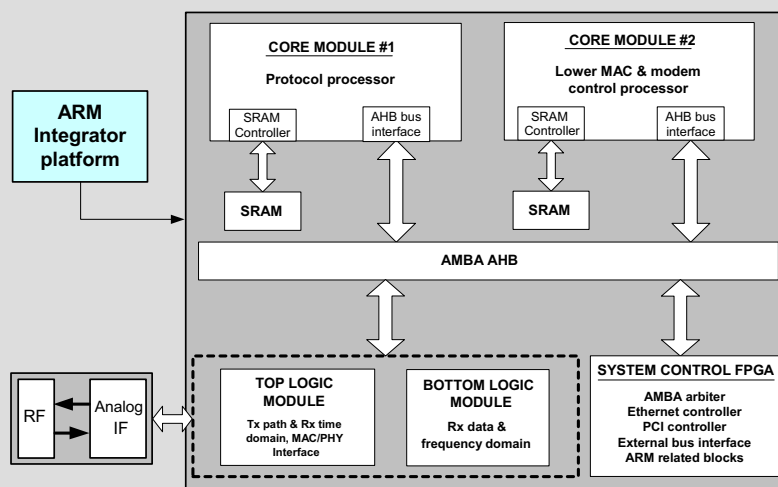 CORE MODULE #1
Protocol processor
SRAM
Controller
AHB bus
interface
CORE MODULE #2
Lower MAC & modem
control processor
SRAM
Controller
AHB bus
interface
ARM
Integrator
platform
SRAM
SRAM
AMBA AHB
RF
Analog
IF
TOP LOGIC
MODULE
Tx path & Rx time
domain, MAC/PHY
Interface
BOTTOM LOGIC
MODULE
Rx data &
frequency domain
SYSTEM CONTROL FPGA
AMBA arbiter
Ethernet controller
PCI controller
External bus interface
ARM related blocks